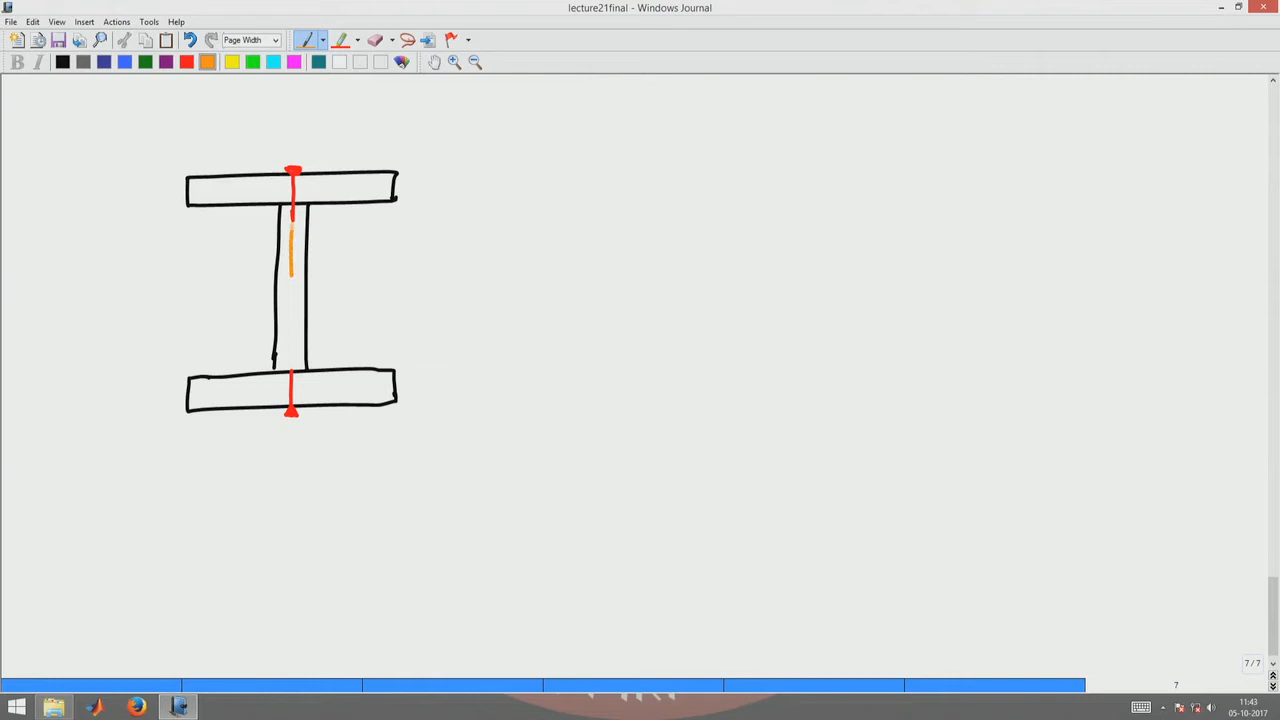 lecture21final - Windows Journal
File Edit View Insert Actions Tools Help
Page Width
B I
7 / 7
7
11:43
05-10-2017